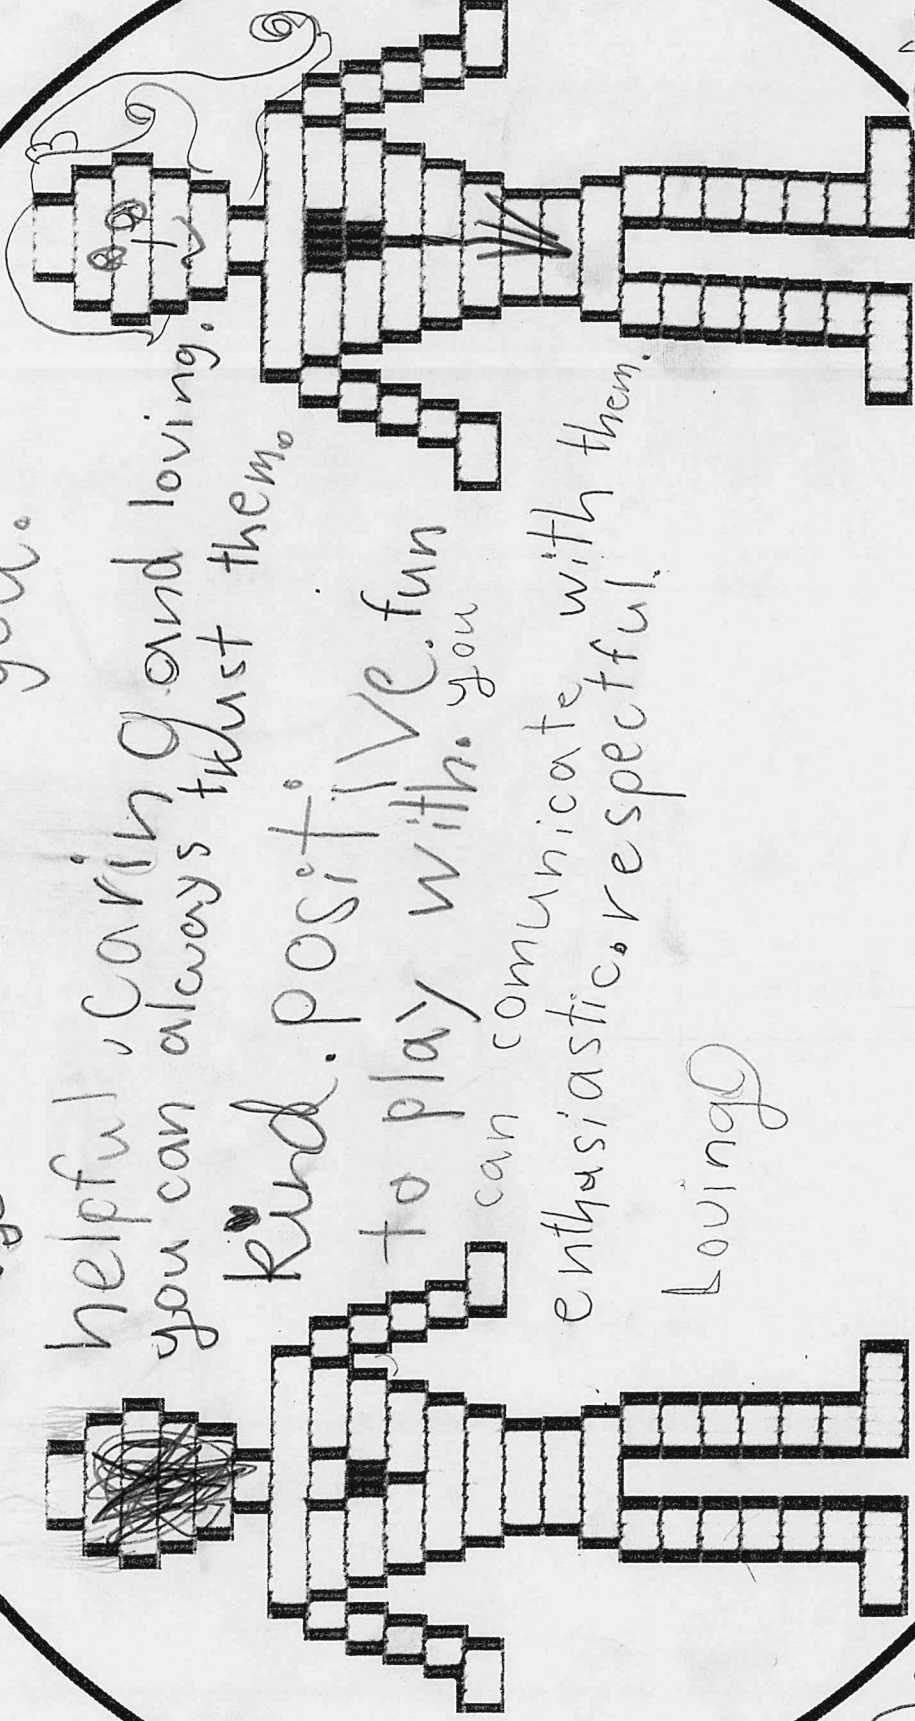 you.
helpful, caring and loving.
you can always trust them.
kind. positive. fun
to play with. you
can comunicate with them.
enthusiastic. respectful.
Loving